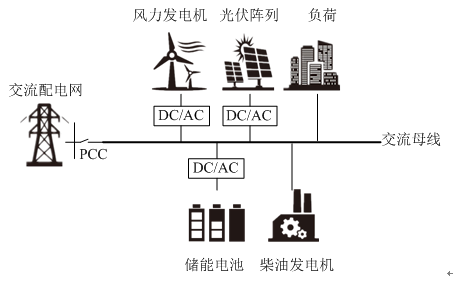 风力发电机 光伏阵列 负荷
交流配电网
DC/AC DC/AC
PCC
交流母线
DC/AC
储能电池 柴油发电机